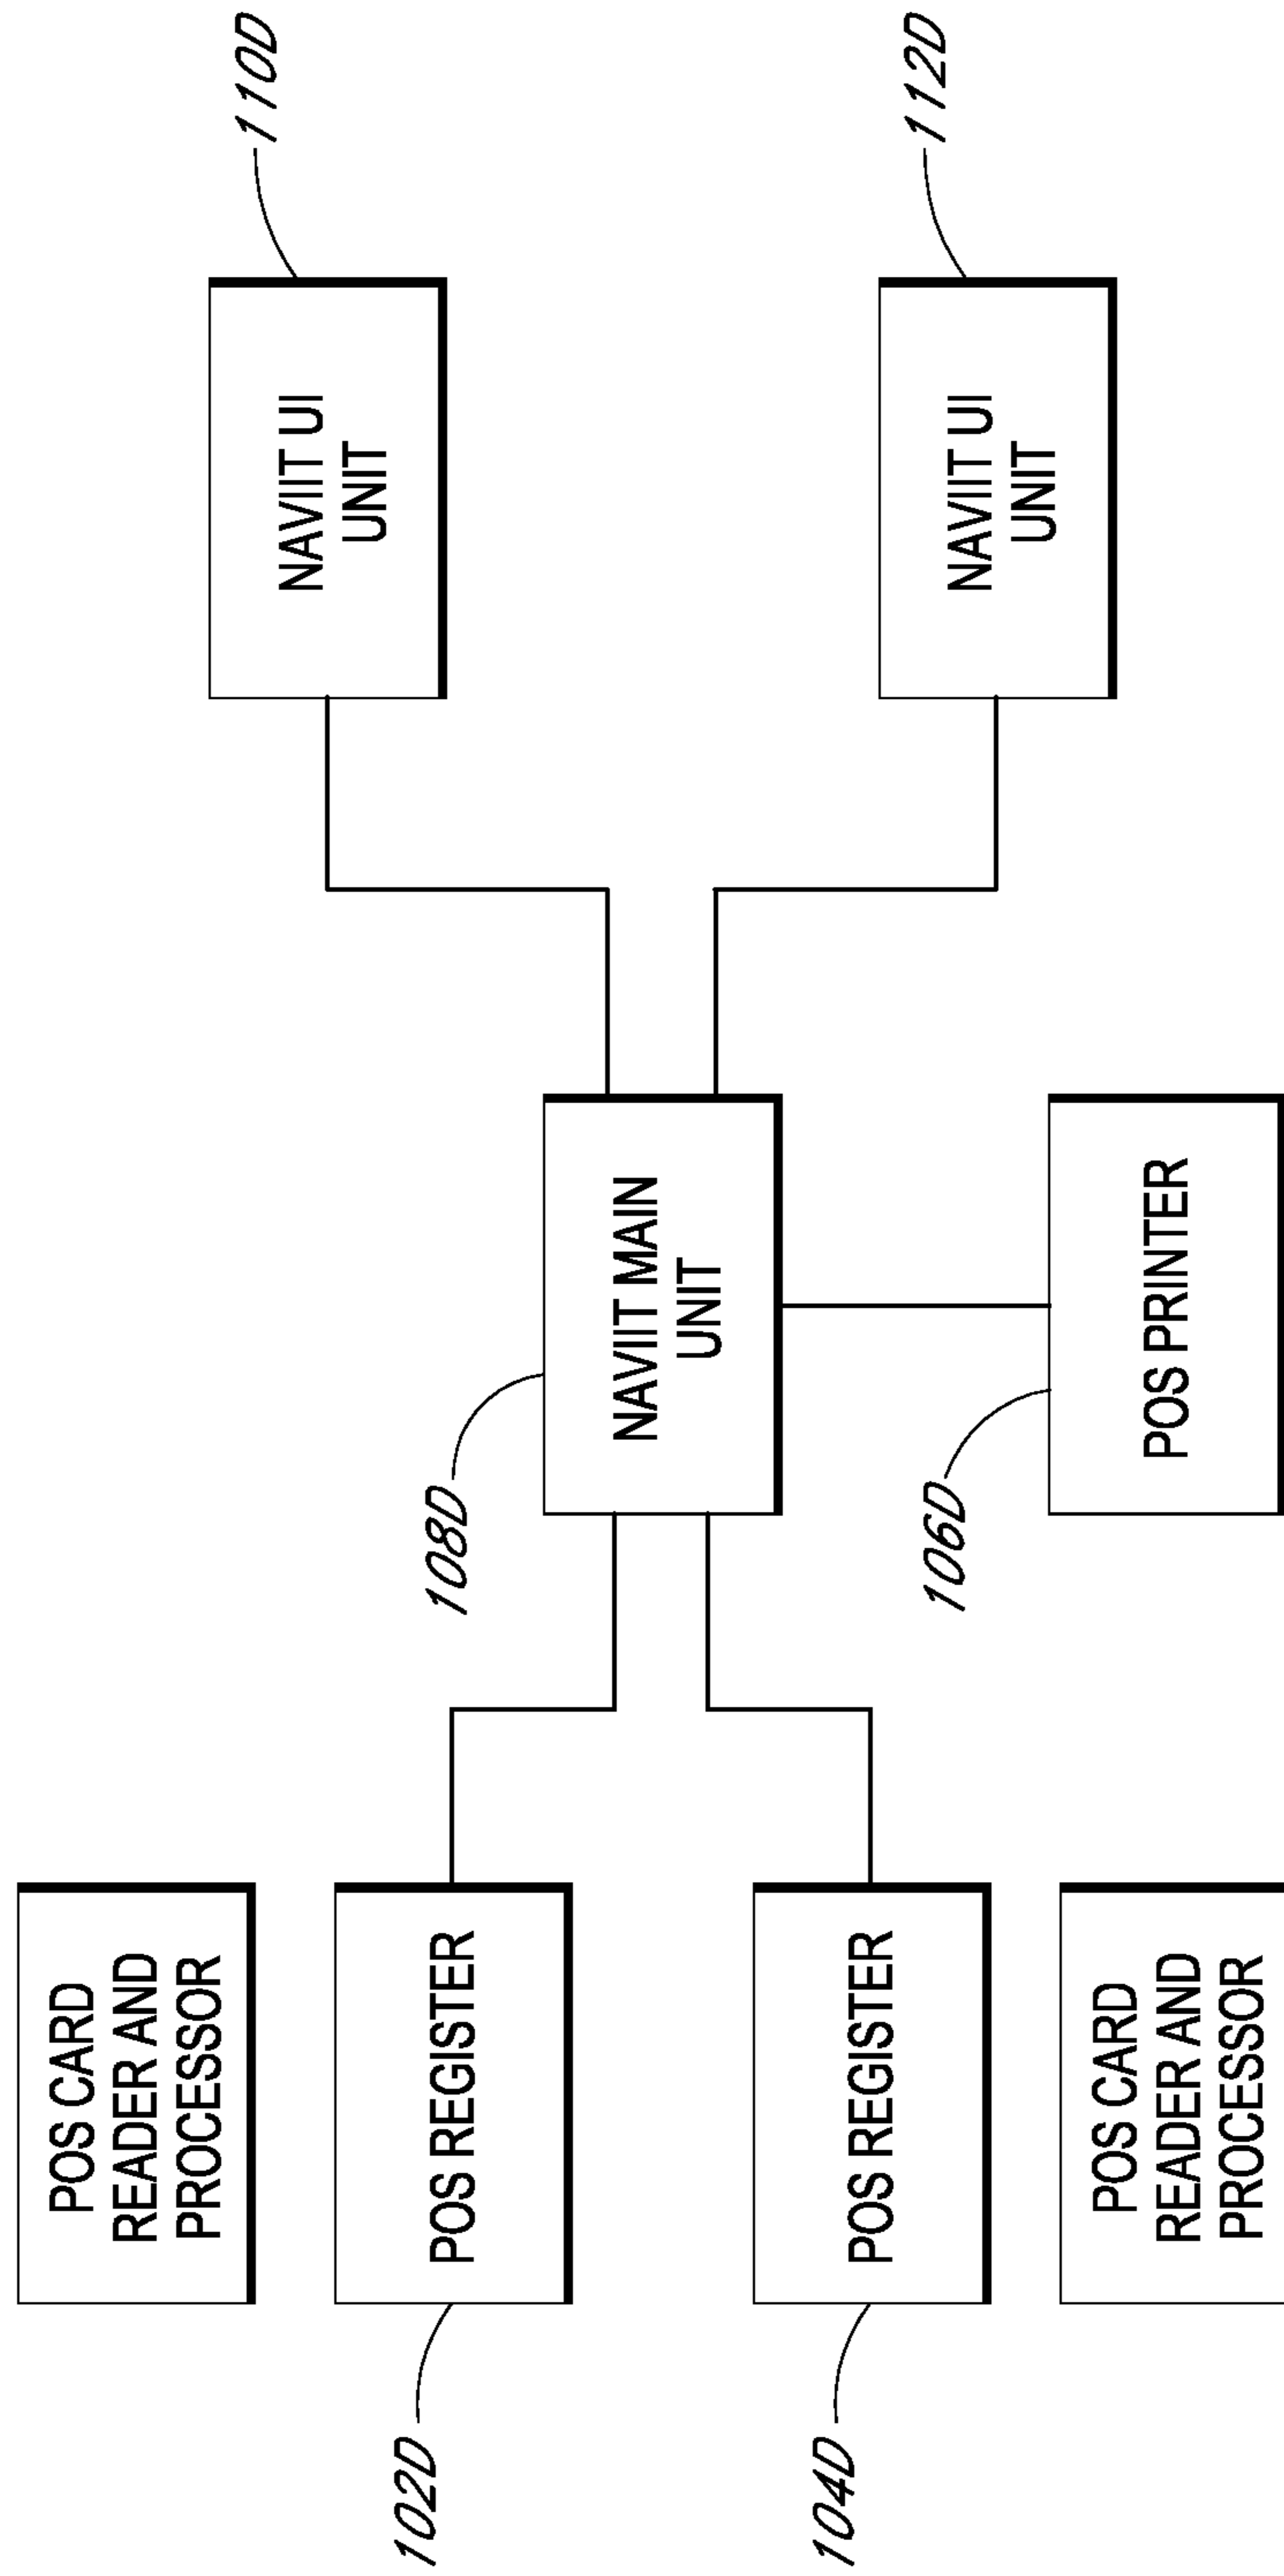 POS CARD
READER AND
PROCESSOR
102D
POS REGISTER
104D
POS REGISTER
POS CARD
READER AND
PROCESSOR
108D
NAVIIT MAIN
UNIT
106D
POS PRINTER
110D
NAVIIT UI
UNIT
112D
NAVIIT UI
UNIT